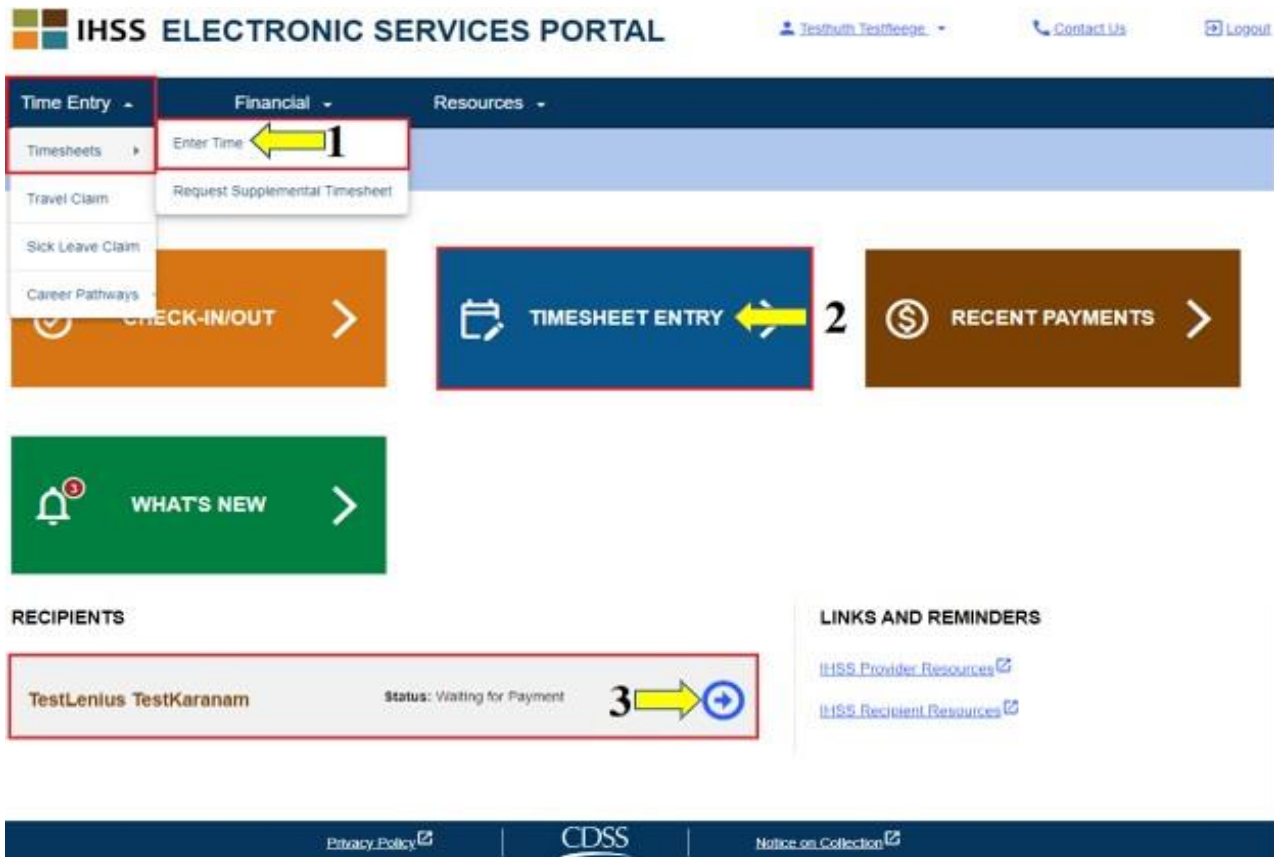 IHSS ELECTRONIC SERVICES PORTAL
Testhuth Testfleege
Contact Us
Logout
Time Entry
Financial
Resources
Timesheets
Enter Time
1
Travel Claim
Request Supplemental Timesheet
Sick Leave Claim
Career Pathways
CHECK-IN/OUT
TIMESHEET ENTRY
2
RECENT PAYMENTS
3
WHAT'S NEW
RECIPIENTS
LINKS AND REMINDERS
TestLenius TestKaranam
Status: Waiting for Payment
3
IHSS Provider Resources
IHSS Recipient Resources
Privacy Policy
CDSS
Notice on Collection